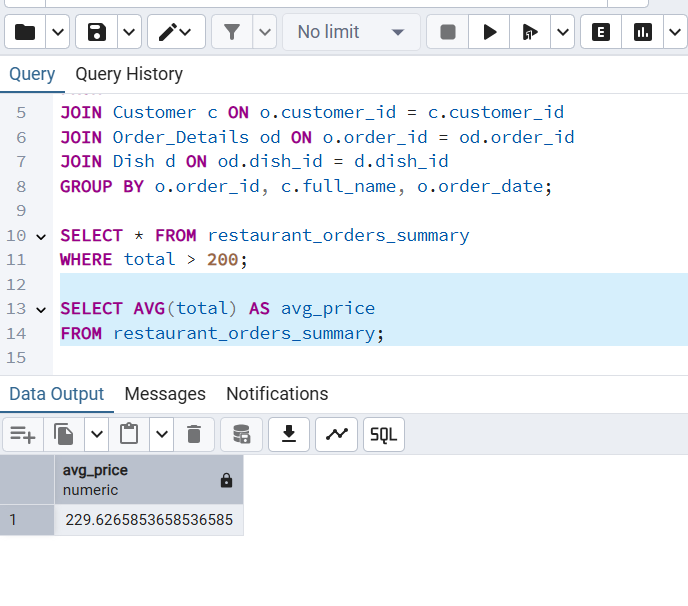 No limit
E
Query Query History
5 JOIN Customer c ON o.customer_id = c.customer_id
6 JOIN Order_Details od ON o.order_id = od.order_id
7 JOIN Dish d ON od.dish_id = d.dish_id
8 GROUP BY o.order_id, c.full_name, o.order_date;
9
10 SELECT * FROM restaurant_orders_summary
11 WHERE total > 200;
12
13 SELECT AVG(total) AS avg_price
14 FROM restaurant_orders_summary;
15
Data Output Messages Notifications
SQL
avg_price
numeric
1 229.6265853658536585